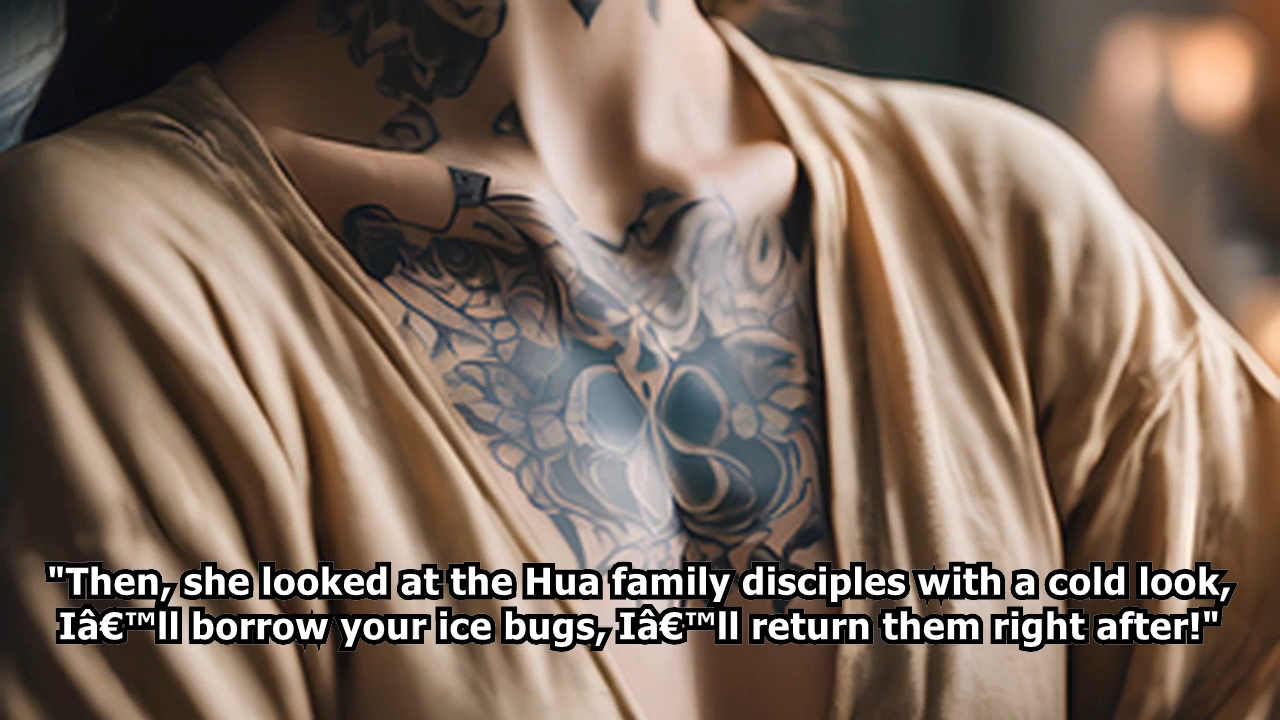 "Then, she looked at the Hua family disciples with a cold look,
Iâ€™ll borrow your ice bugs, Iâ€™ll return them right after!"